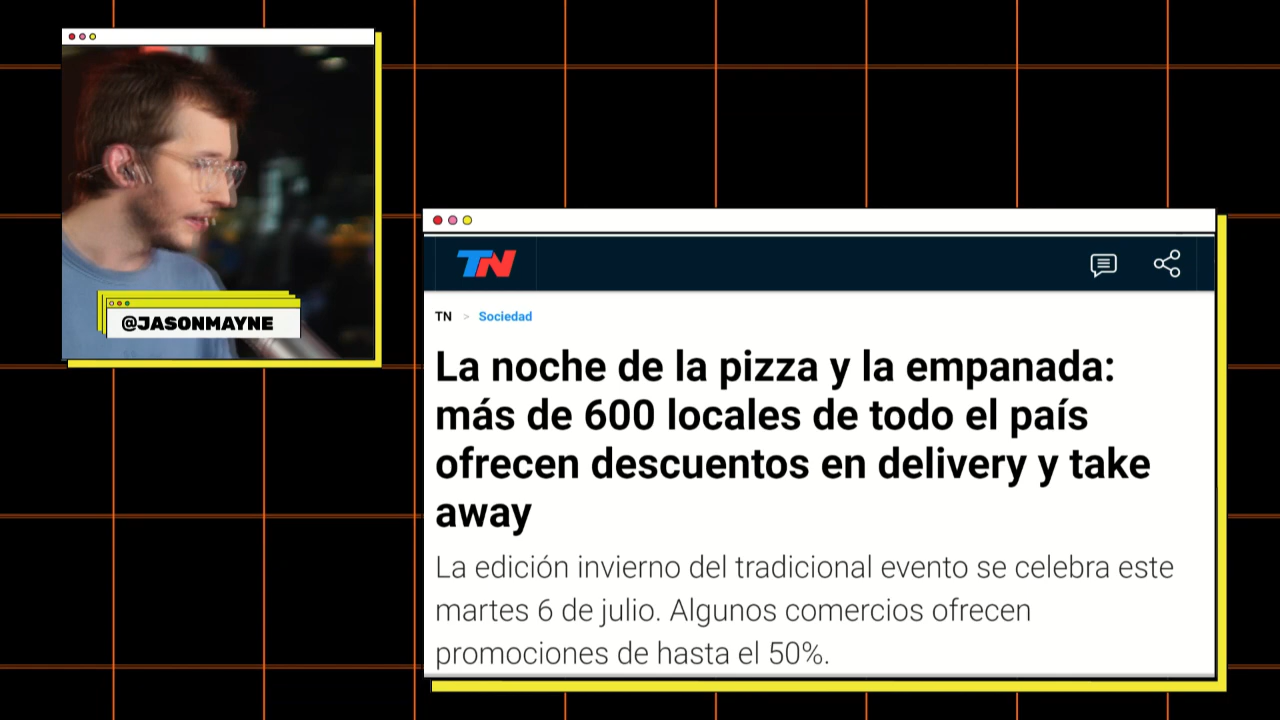 @JASONMAYNE
TN
TN > Sociedad
La noche de la pizza y la empanada:
más de 600 locales de todo el país
ofrecen descuentos en delivery y take
away
La edición invierno del tradicional evento se celebra este
martes 6 de julio. Algunos comercios ofrecen
promociones de hasta el 50%.